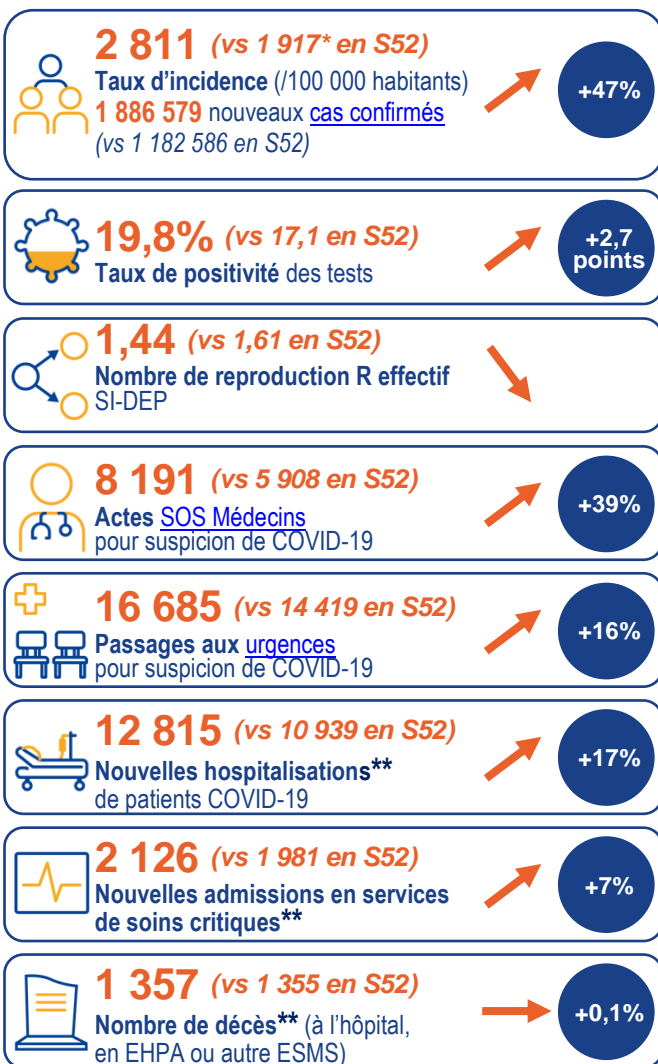 2 811 (vs 1 917* en S52)
Taux d’incidence (/100 000 habitants)
1 886 579 nouveaux cas confirmés
(vs 1 182 586 en S52)
+47%
19,8% (vs 17,1 en S52)
Taux de positivité des tests
+2,7
points
1,44 (vs 1,61 en S52)
Nombre de reproduction R effectif
SI-DEP
8 191 (vs 5 908 en S52)
Actes SOS Médecins
pour suspicion de COVID-19
+39%
16 685 (vs 14 419 en S52)
Passages aux urgences
pour suspicion de COVID-19
+16%
12 815 (vs 10 939 en S52)
Nouvelles hospitalisations**
de patients COVID-19
+17%
2 126 (vs 1 981 en S52)
Nouvelles admissions en services
de soins critiques**
+7%
1 357 (vs 1 355 en S52)
Nombre de décès** (à l’hôpital,
en EHPA ou autre ESMS)
+0,1%